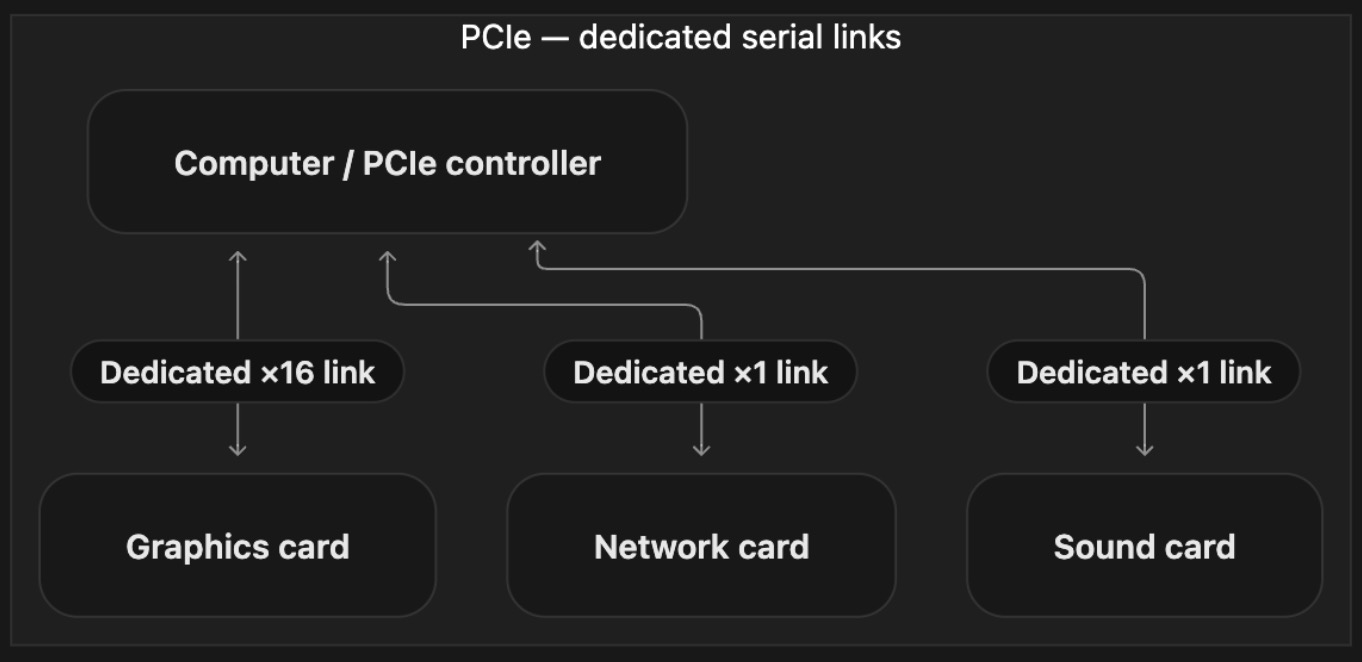 PCIe — dedicated serial links
Computer / PCIe controller
Dedicated ×16 link
Dedicated ×1 link
Dedicated ×1 link
Graphics card
Network card
Sound card